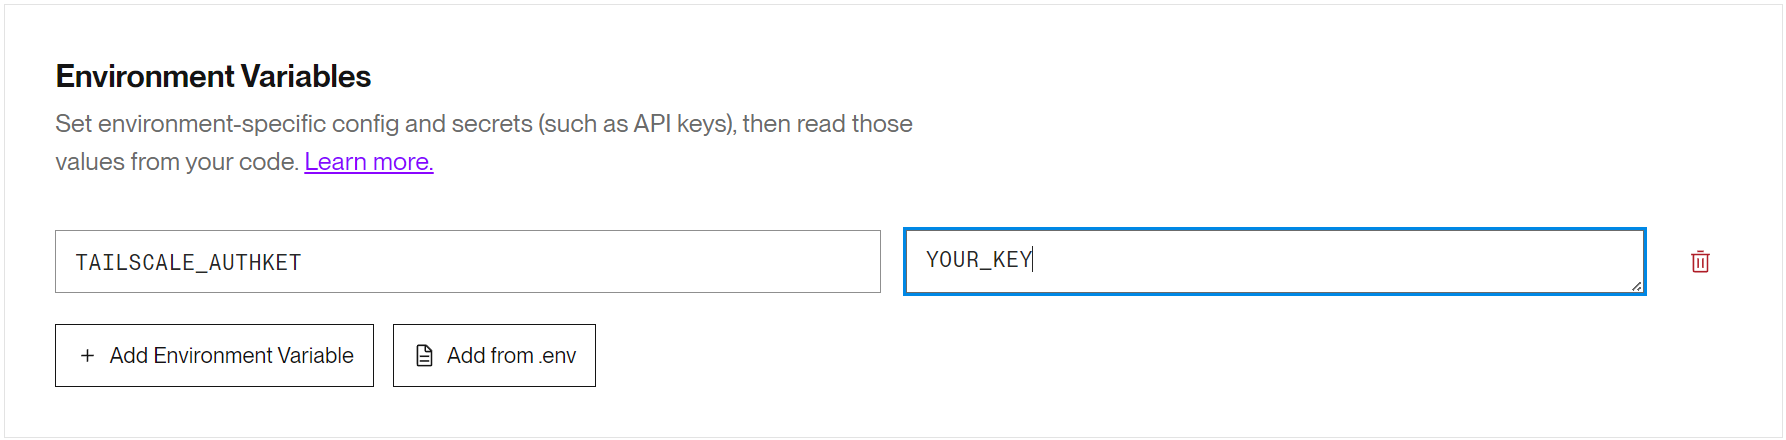 Environment Variables
Set environment-specific config and secrets (such as API keys), then read those
values from your code. Learn more.
TAILSCALE_AUTHKET
YOUR_KEY
+ Add Environment Variable
Add from .env